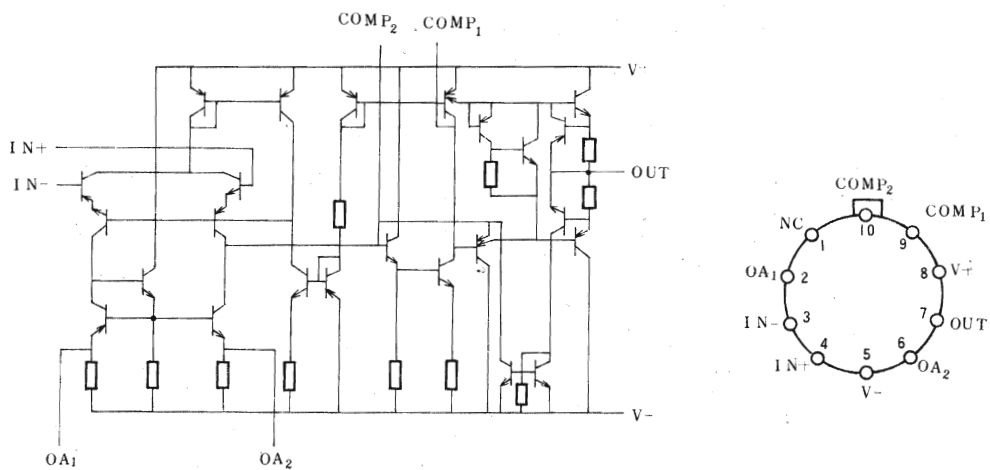 COMP2 COMP1
V-
IN+
IN-
OUT
V-
OA1
OA2
COMP2
COMP1
NC
10
9
1
OA1 2
8 V+
IN- 3
7 OUT
4
5
6
IN+
OA2
V-